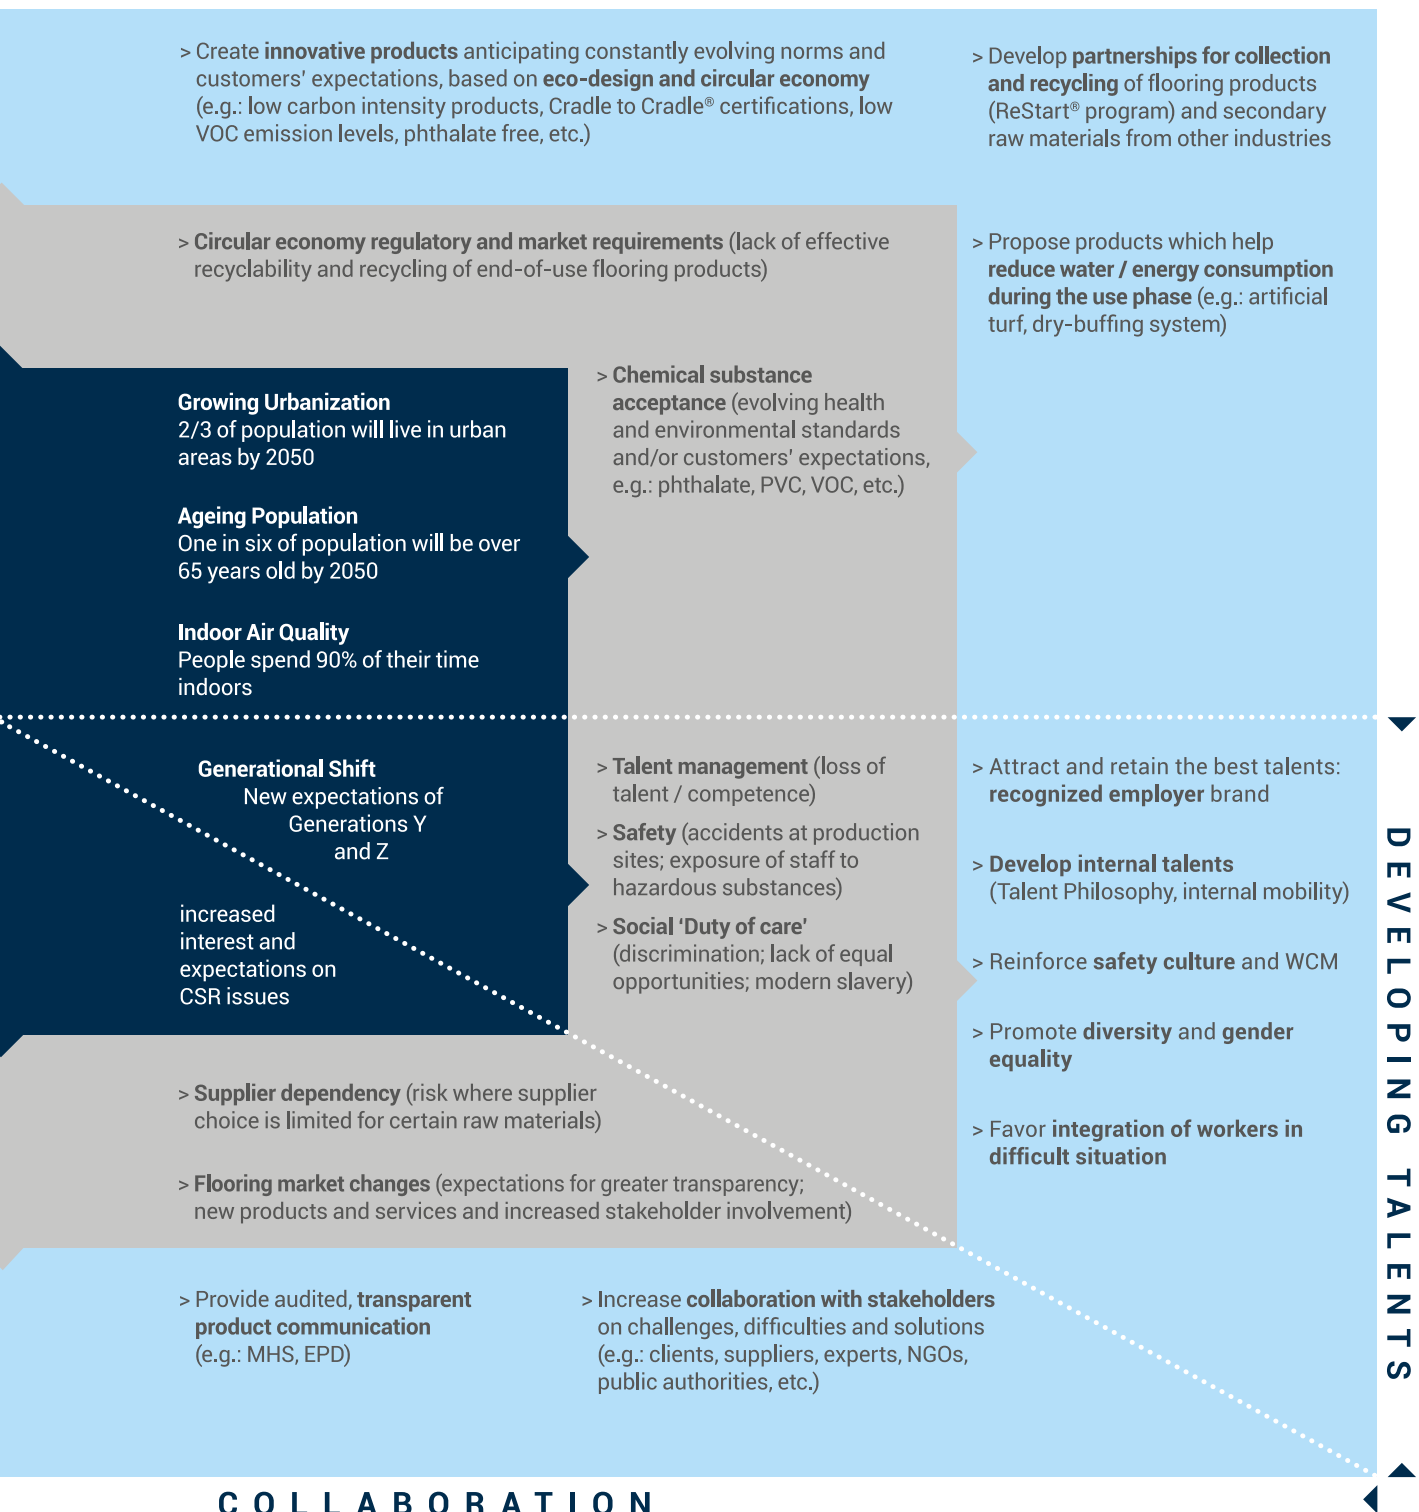 > Create innovative products anticipating constantly evolving norms and
customers’ expectations, based on eco-design and circular economy
(e.g.: low carbon intensity products, Cradle to Cradle® certifications, low
VOC emission levels, phthalate free, etc.)
> Develop partnerships for collection
and recycling of flooring products
(ReStart® program) and secondary
raw materials from other industries
> Circular economy regulatory and market requirements (lack of effective
recyclability and recycling of end-of-use flooring products)
> Propose products which help
reduce water / energy consumption
during the use phase (e.g.: artificial
turf, dry-buffing system)
Growing Urbanization
2/3 of population will live in urban
areas by 2050
Ageing Population
One in six of population will be over
65 years old by 2050
Indoor Air Quality
People spend 90% of their time
indoors
> Chemical substance
acceptance (evolving health
and environmental standards
and/or customers’ expectations,
e.g.: phthalate, PVC, VOC, etc.)
Generational Shift
New expectations of
Generations Y
and Z
increased
interest and
expectations on
CSR issues
> Talent management (loss of
talent / competence)
> Safety (accidents at production
sites; exposure of staff to
hazardous substances)
> Social ‘Duty of care’
(discrimination; lack of equal
opportunities; modern slavery)
> Attract and retain the best talents:
recognized employer brand
> Develop internal talents
(Talent Philosophy, internal mobility)
> Reinforce safety culture and WCM
> Promote diversity and gender
equality
> Favor integration of workers in
difficult situation
DEVELOPING TALENTS
> Supplier dependency (risk where supplier
choice is limited for certain raw materials)
> Flooring market changes (expectations for greater transparency;
new products and services and increased stakeholder involvement)
> Provide audited, transparent
product communication
(e.g.: MHS, EPD)
> Increase collaboration with stakeholders
on challenges, difficulties and solutions
(e.g.: clients, suppliers, experts, NGOs,
public authorities, etc.)
COLLABORATION